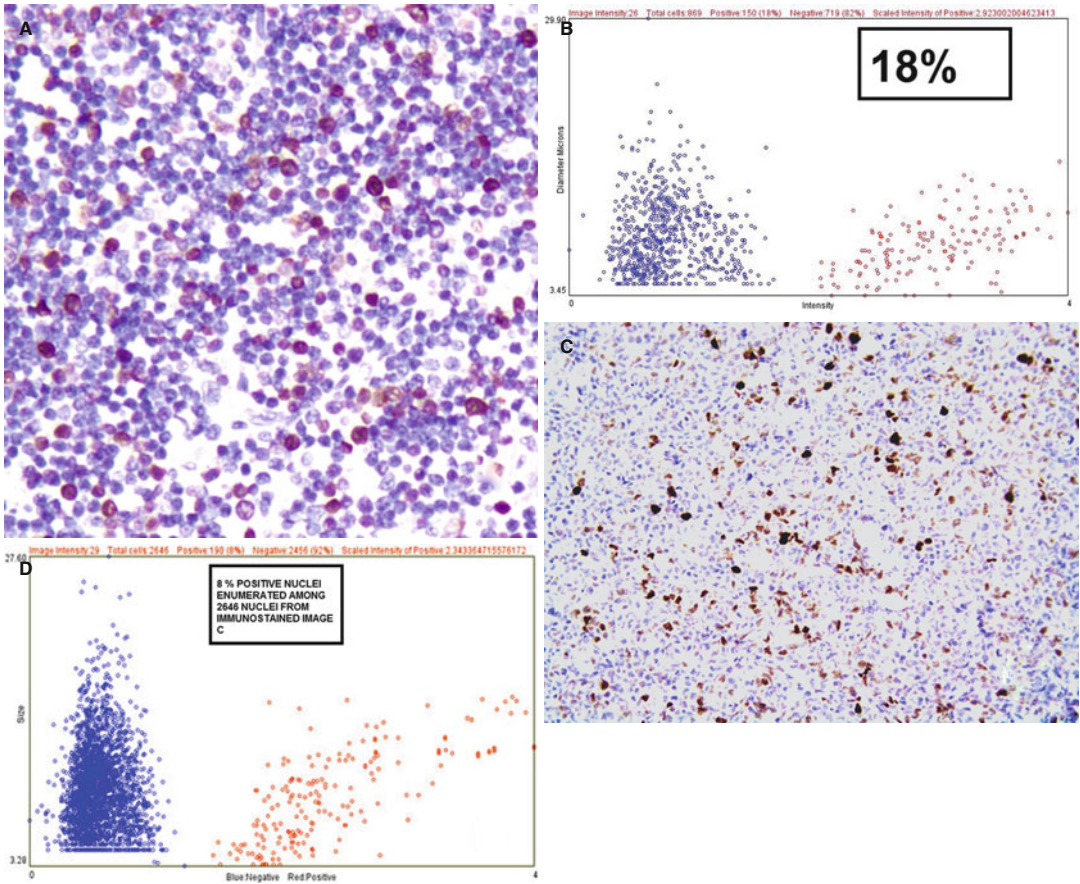 A
Image Intensity:26 Total cells:869 Positive:150 (18%) Negative:719 (82%) Scaled Intensity of Positive:2.923002004623413
29.90
B
18%
Diameter Microns
3.45
0
Intensity
4
C
Image Intensity:29 Total cells:2646 Positive:190 (8%) Negative:2456 (92%) Scaled Intensity of Positive:2.343364715576172
27.60
D
8 % POSITIVE NUCLEI
ENUMERATED AMONG
2646 NUCLEI FROM
IMMUNOSTAINED IMAGE
C
Size
3.28
0
Blue:Negative Red:Positive
4